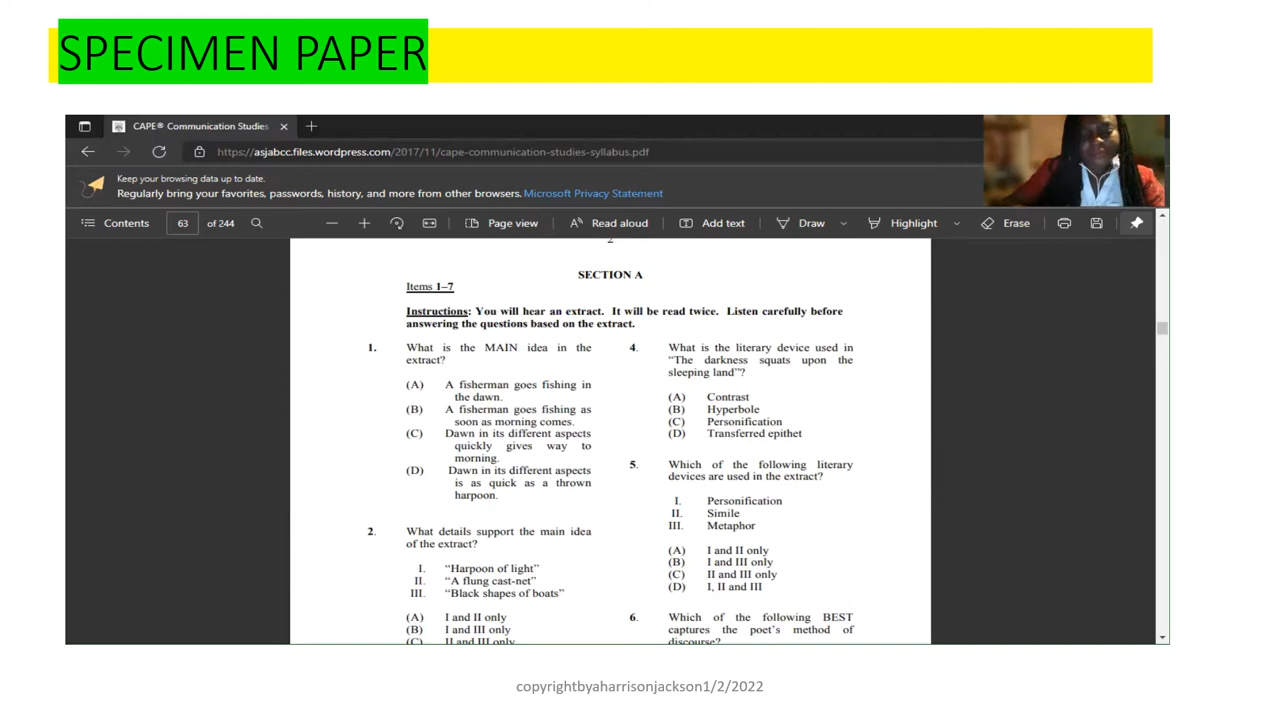 SPECIMEN PAPER
CAPE® Communication Studies
https://asjabcc.files.wordpress.com/2017/11/cape-communication-studies-syllabus.pdf
Keep your browsing data up to date.
Regularly bring your favorites, passwords, history, and more from other browsers. Microsoft Privacy Statement
Contents 63 of 244 Page view Read aloud Add text Draw Highlight Erase
2
SECTION A
Items 1–7
Instructions: You will hear an extract. It will be read twice. Listen carefully before
answering the questions based on the extract.
1. What is the MAIN idea in the
extract?
(A) A fisherman goes fishing in
the dawn.
(B) A fisherman goes fishing as
soon as morning comes.
(C) Dawn in its different aspects
quickly gives way to
morning.
(D) Dawn in its different aspects
is as quick as a thrown
harpoon.
2. What details support the main idea
of the extract?
I. “Harpoon of light”
II. “A flung cast-net”
III. “Black shapes of boats”
(A) I and II only
(B) I and III only
(C) II and III only
4. What is the literary device used in
“The darkness squats upon the
sleeping land”?
(A) Contrast
(B) Hyperbole
(C) Personification
(D) Transferred epithet
5. Which of the following literary
devices are used in the extract?
I. Personification
II. Simile
III. Metaphor
(A) I and II only
(B) I and III only
(C) II and III only
(D) I, II and III
6. Which of the following BEST
captures the poet’s method of
discourse?
copyrightbyaharrisonjackson1/2/2022